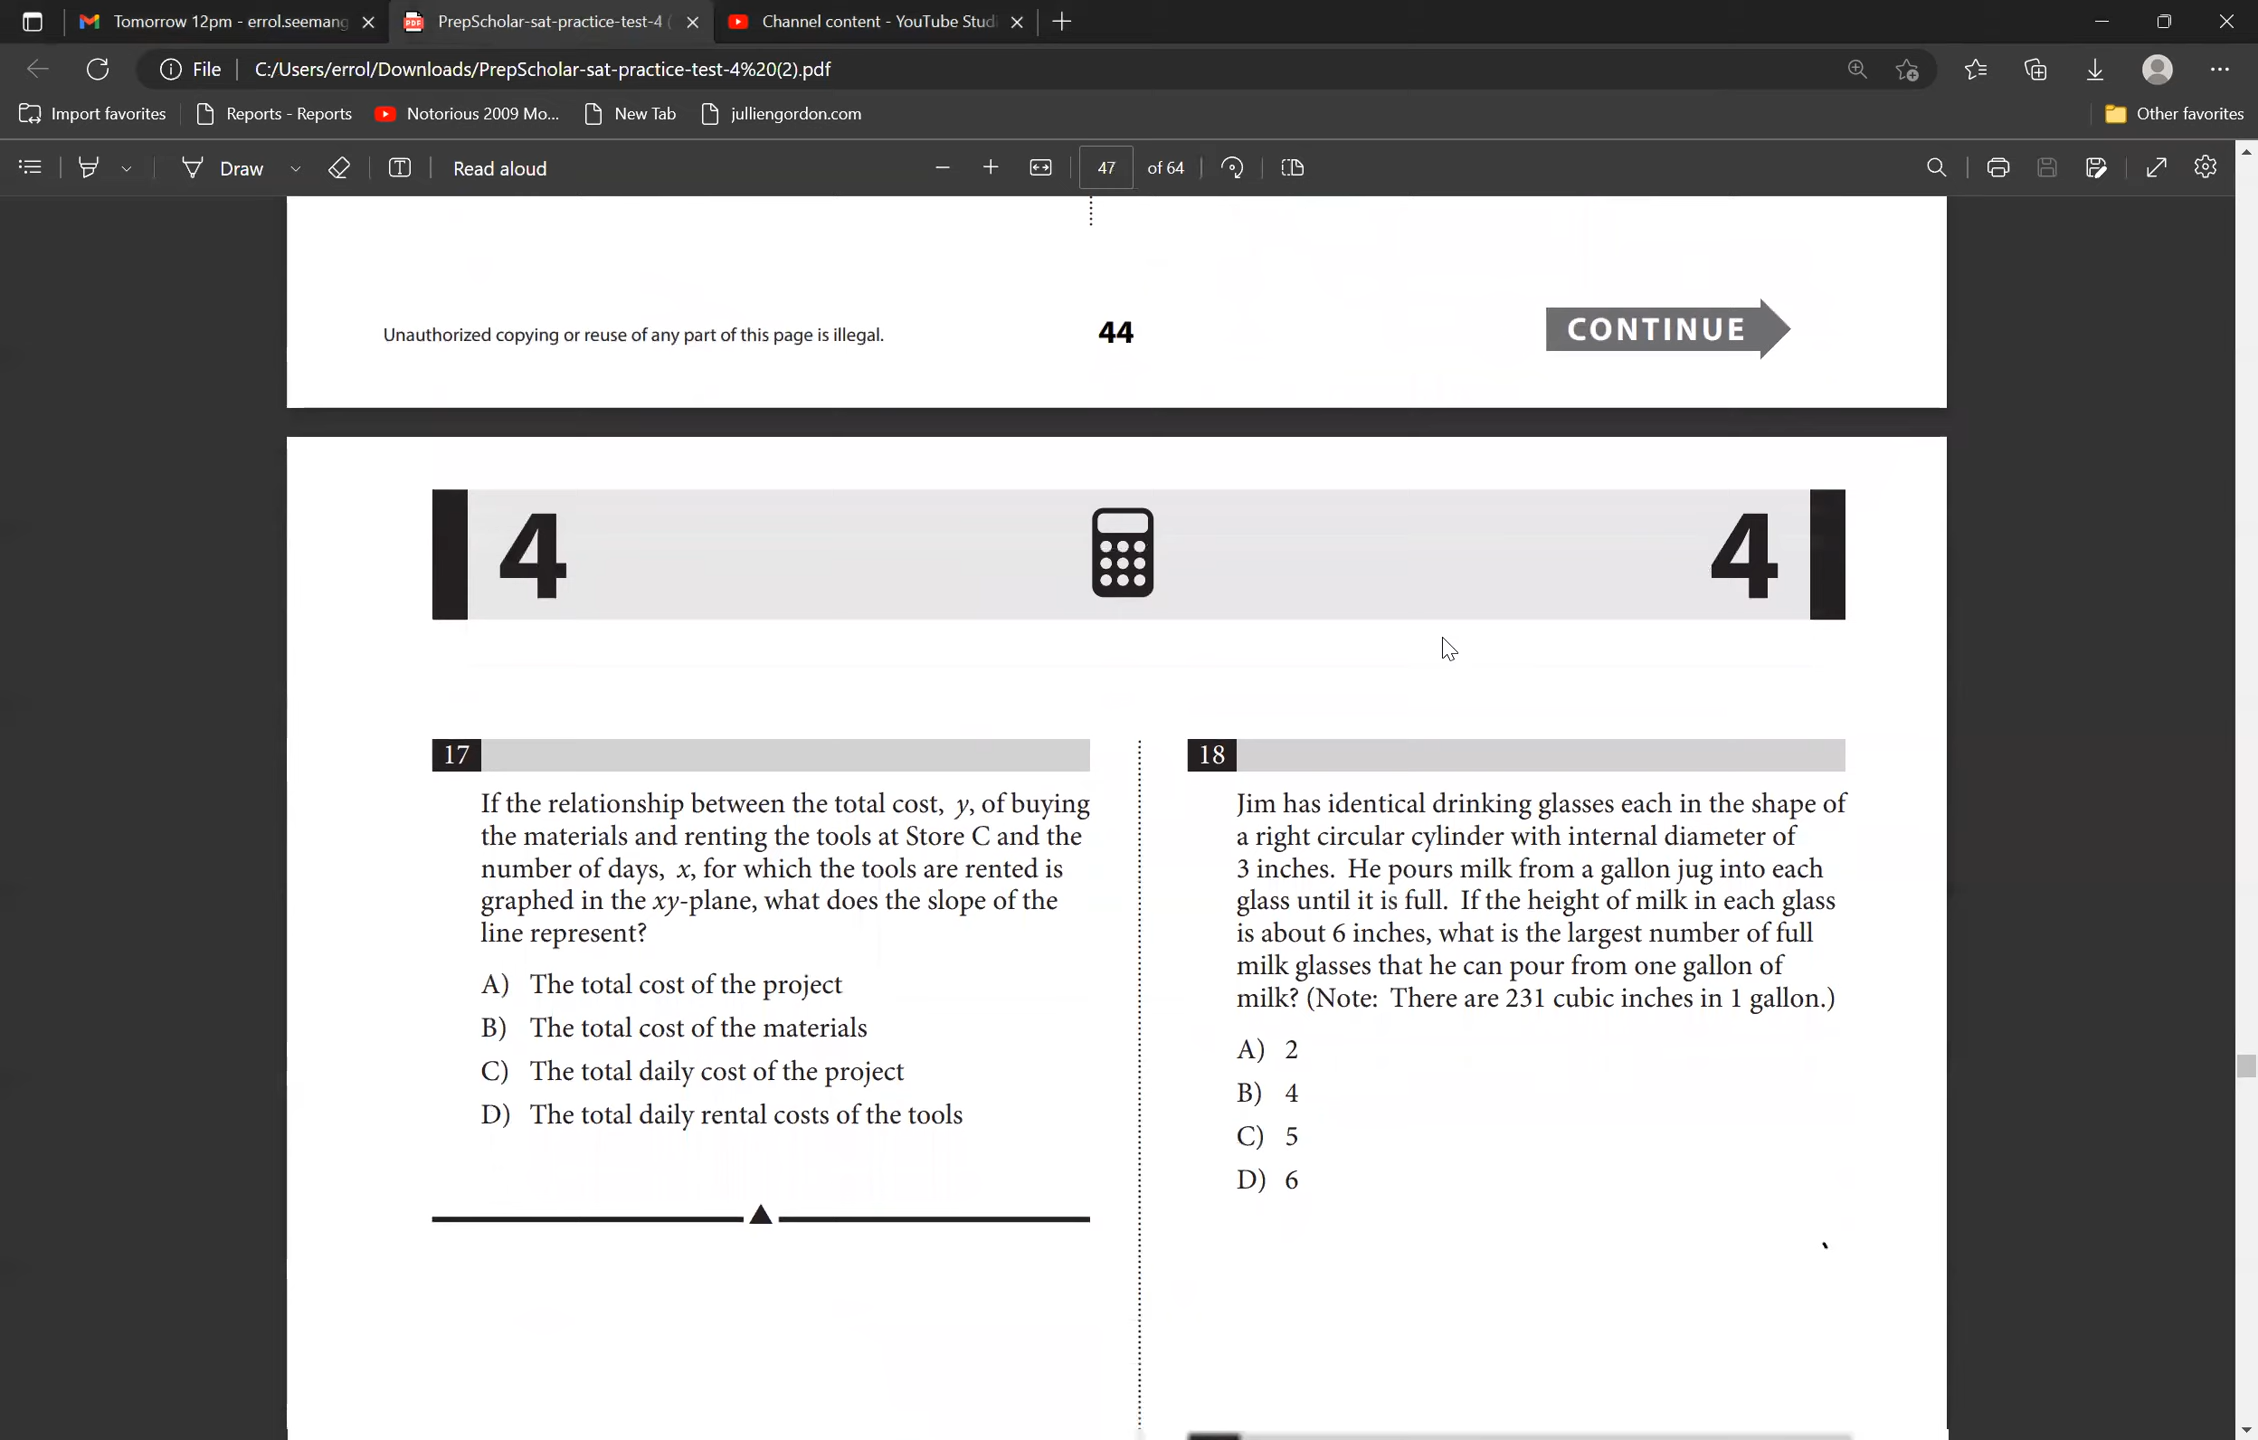 Tomorrow 12pm - errol.seemang
PrepScholar-sat-practice-test-4 (
Channel content - YouTube Studi
File
C:/Users/errol/Downloads/PrepScholar-sat-practice-test-4%20(2).pdf
Import favorites
Reports - Reports
Notorious 2009 Mo...
New Tab
julliengordon.com
Other favorites
Draw
Read aloud
47 of 64
Unauthorized copying or reuse of any part of this page is illegal.
44
CONTINUE
4
4
17
If the relationship between the total cost, y, of buying
the materials and renting the tools at Store C and the
number of days, x, for which the tools are rented is
graphed in the xy-plane, what does the slope of the
line represent?
A) The total cost of the project
B) The total cost of the materials
C) The total daily cost of the project
D) The total daily rental costs of the tools
18
Jim has identical drinking glasses each in the shape of
a right circular cylinder with internal diameter of
3 inches. He pours milk from a gallon jug into each
glass until it is full. If the height of milk in each glass
is about 6 inches, what is the largest number of full
milk glasses that he can pour from one gallon of
milk? (Note: There are 231 cubic inches in 1 gallon.)
A) 2
B) 4
C) 5
D) 6